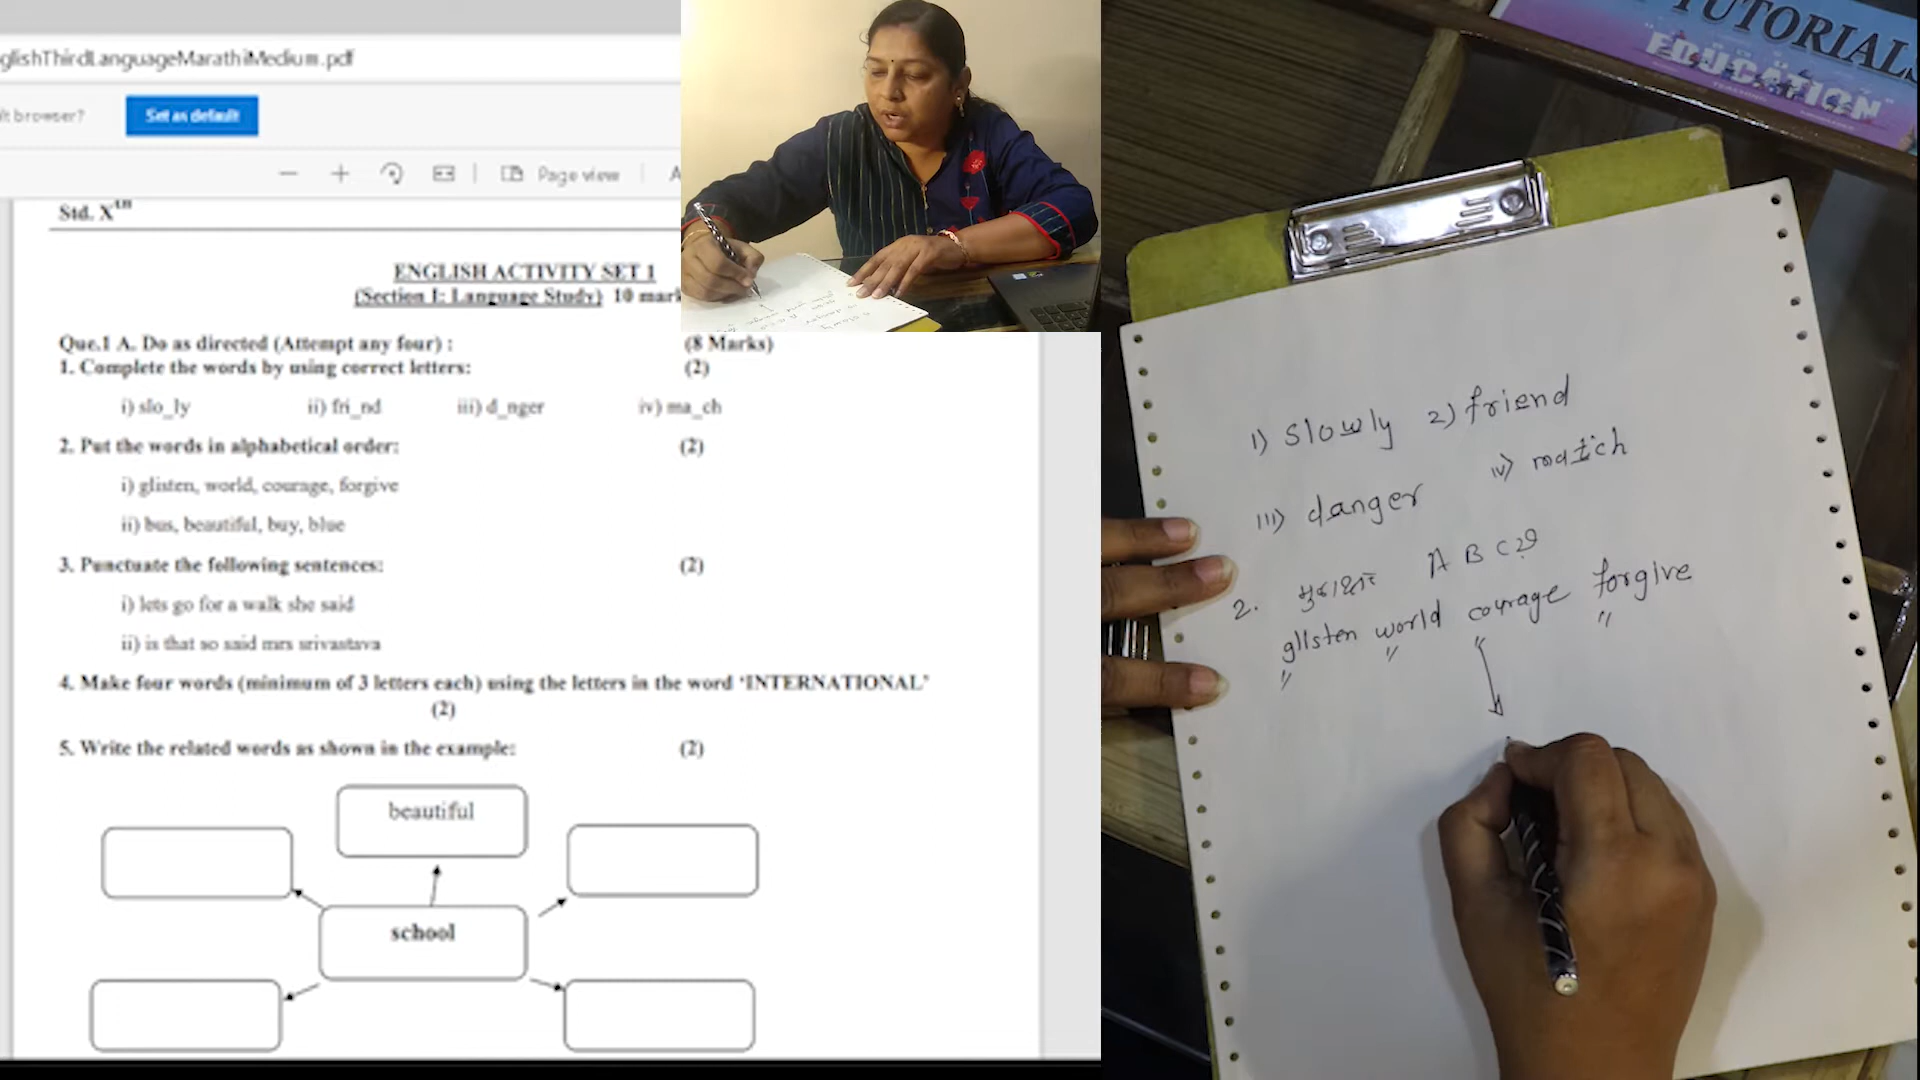 glishThirdLanguageMarathiMedium.pdf
lt browser?
Set as default
Page view
Std. Xᵗʰ
ENGLISH ACTIVITY SET 1
(Section I: Language Study) 10 mark
Que.1 A. Do as directed (Attempt any four) : (8 Marks)
1. Complete the words by using correct letters: (2)
i) slo_ly ii) fri_nd iii) d_nger iv) ma_ch
2. Put the words in alphabetical order: (2)
i) glisten, world, courage, forgive
ii) bus, beautiful, buy, blue
3. Punctuate the following sentences: (2)
i) lets go for a walk she said
ii) is that so said mrs srivastava
4. Make four words (minimum of 3 letters each) using the letters in the word ‘INTERNATIONAL’
(2)
5. Write the related words as shown in the example: (2)
beautiful
school
TUTORIALS
EDUCATION
1) slowly 2) friend
iii) danger iv) match
2. A B C
glisten world courage forgive